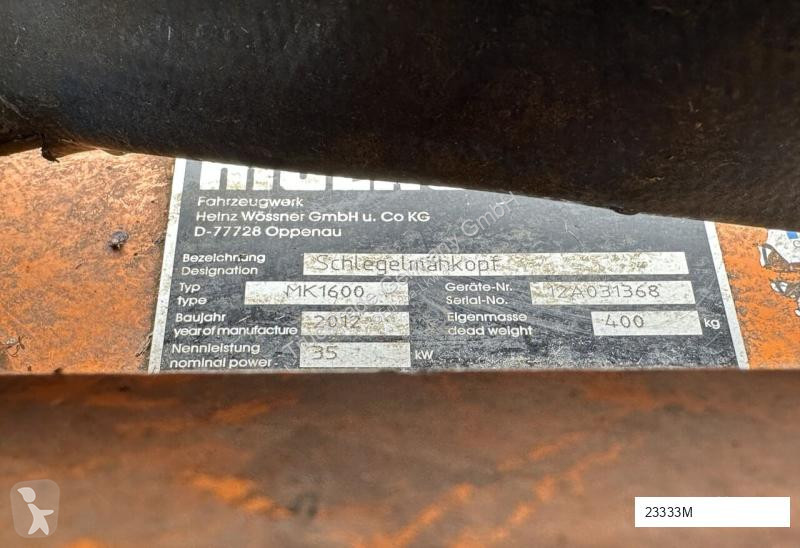 Fahrzeugwerk
Heinz Wössner GmbH u. Co KG
D-77728 Oppenau
Bezeichnung Schlegelmähkopf
Designation
Typ MK1600 Geräte-Nr. 12A031368
type Serial-No.
Baujahr 2012 Eigenmasse 400 kg
year of manufacture dead weight
Nennleistung 35 kW
nominal power
23333M